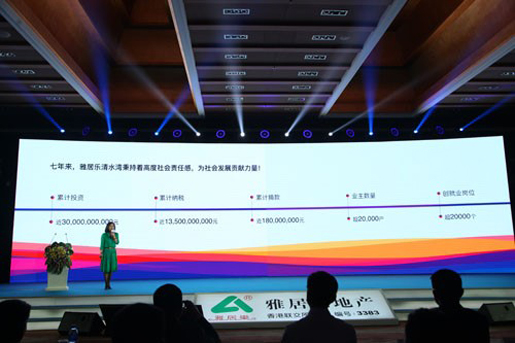 七年来，雅居乐清水湾秉持着高度社会责任感，为社会发展贡献力量！
累计投资
累计纳税
累计捐款
业主数量
创就业岗位
近30,000,000,000元
近13,500,000,000元
近180,000,000元
超20,000户
超20000个
雅居 地产
雅居乐
香港联交 编号：3383